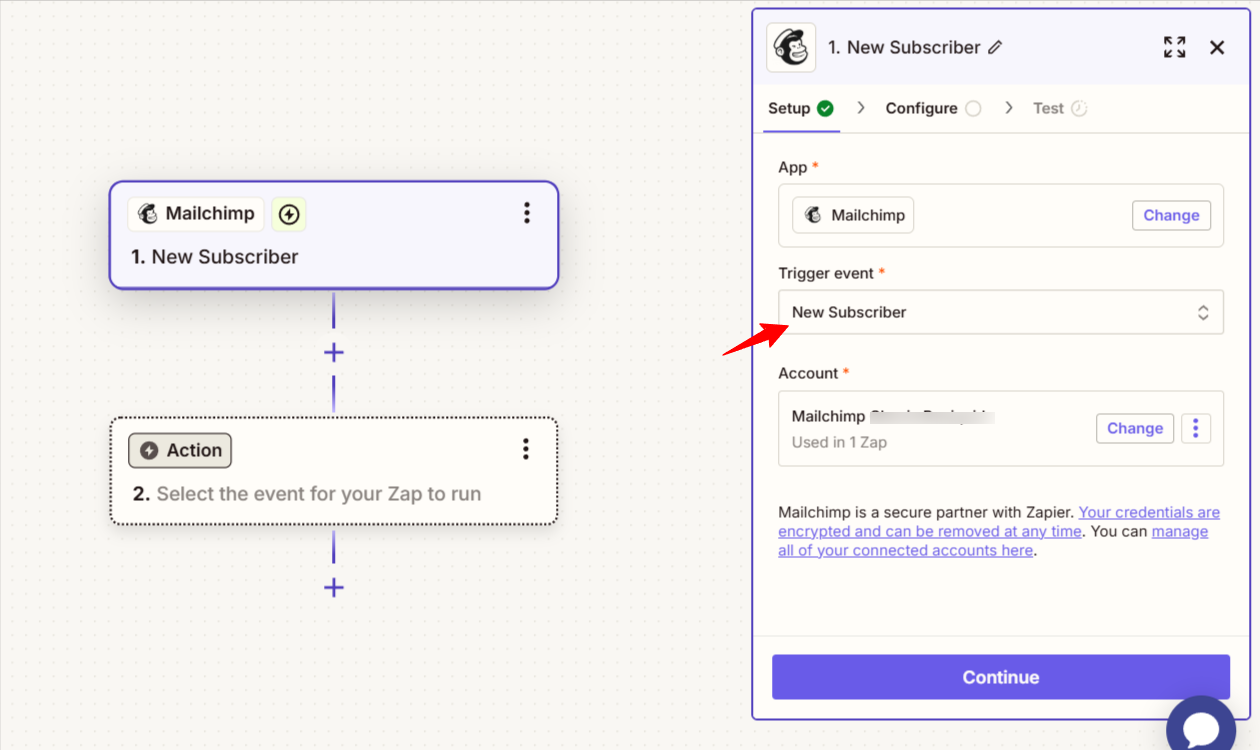 Mailchimp
1. New Subscriber
Action
2. Select the event for your Zap to run
1. New Subscriber
Setup
Configure
Test
App *
Mailchimp
Change
Trigger event *
New Subscriber
Account *
Mailchimp
Used in 1 Zap
Change
Mailchimp is a secure partner with Zapier. Your credentials are
encrypted and can be removed at any time. You can manage
all of your connected accounts here.
Continue